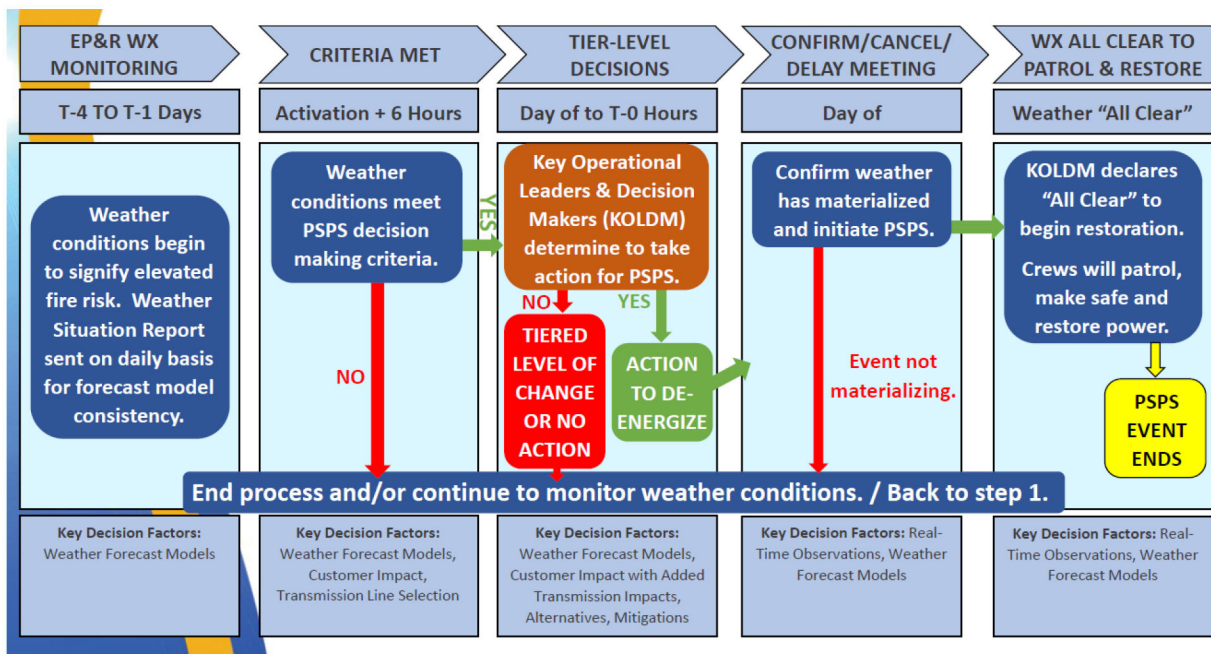 EP&R WX
MONITORING
CRITERIA MET
TIER-LEVEL
DECISIONS
CONFIRM/CANCEL/
DELAY MEETING
WX ALL CLEAR TO
PATROL & RESTORE
T-4 TO T-1 Days
Activation + 6 Hours
Day of to T-0 Hours
Day of
Weather “All Clear”
Weather
conditions begin
to signify elevated
fire risk.  Weather
Situation Report
sent on daily basis
for forecast model
consistency.
Weather
conditions meet
PSPS decision
making criteria.
YES
NO
Key Operational
Leaders & Decision
Makers (KOLDM)
determine to take
action for PSPS.
NO
YES
TIERED
LEVEL OF
CHANGE
OR NO
ACTION
ACTION
TO DE-
ENERGIZE
Confirm weather
has materialized
and initiate PSPS.
Event not
materializing.
KOLDM declares
“All Clear” to
begin restoration.
Crews will patrol,
make safe and
restore power.
PSPS
EVENT
ENDS
End process and/or continue to monitor weather conditions. / Back to step 1.
Key Decision Factors:
Weather Forecast Models
Key Decision Factors:
Weather Forecast Models,
Customer Impact,
Transmission Line Selection
Key Decision Factors:
Weather Forecast Models,
Customer Impact with Added
Transmission Impacts,
Alternatives, Mitigations
Key Decision Factors: Real-
Time Observations, Weather
Forecast Models
Key Decision Factors: Real-
Time Observations, Weather
Forecast Models